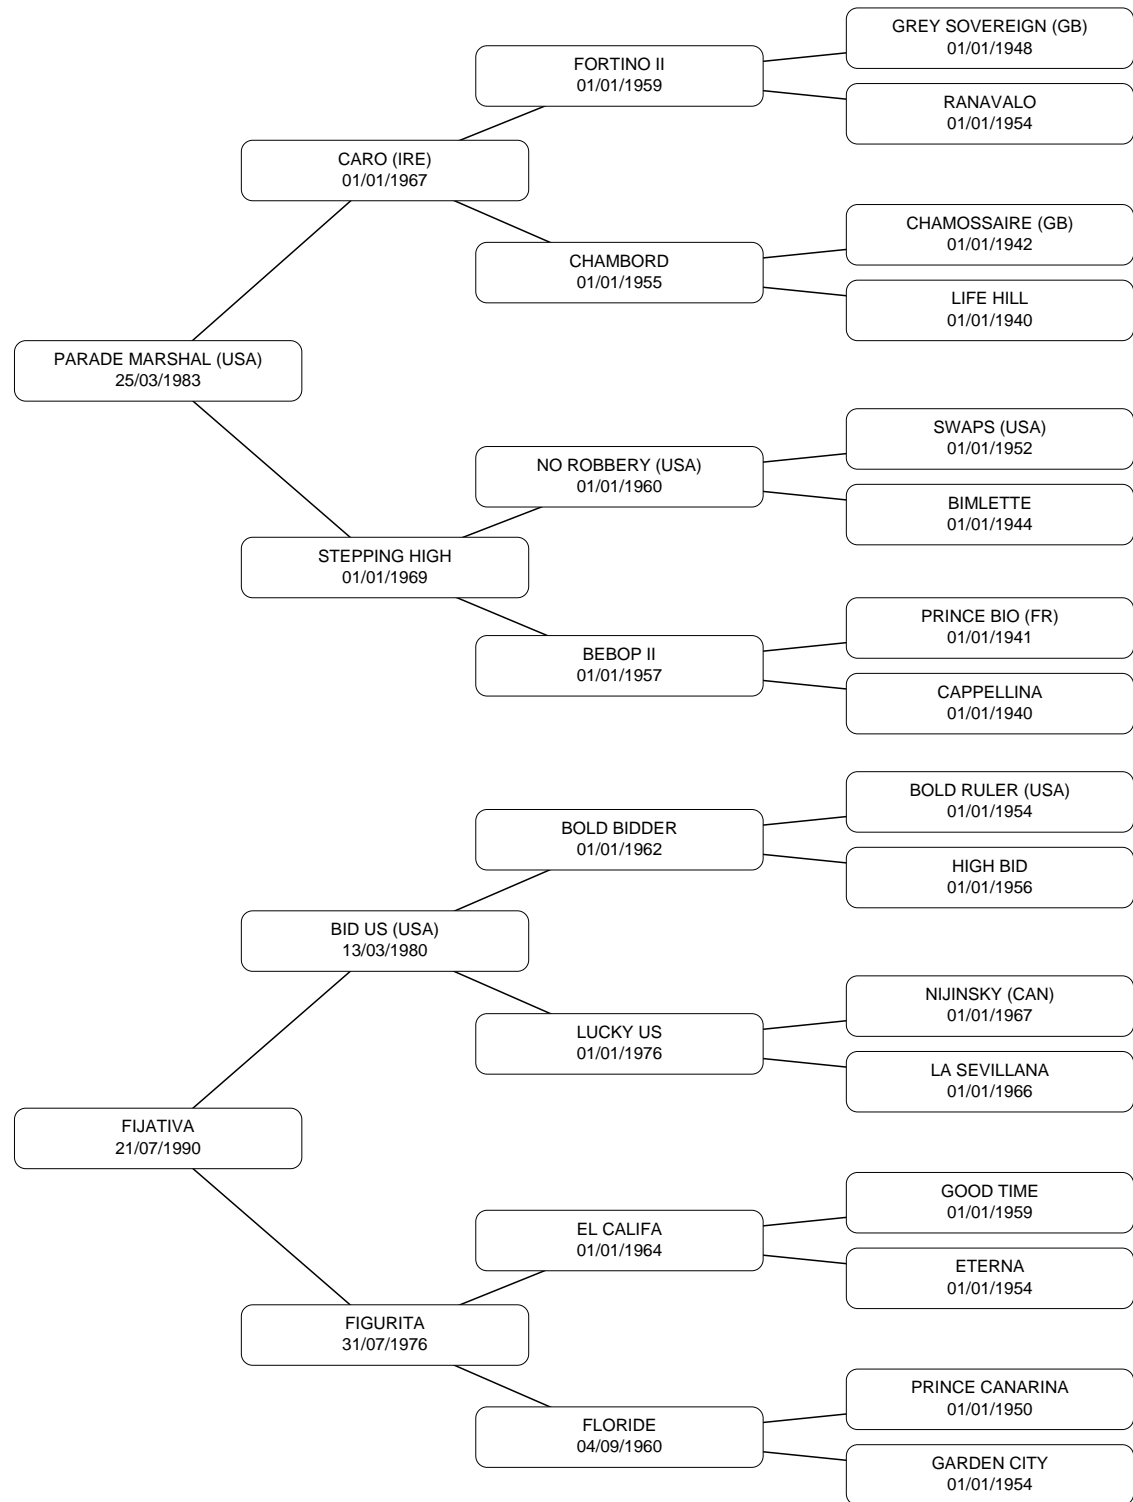 GREY SOVEREIGN (GB)
01/01/1948
FORTINO II
01/01/1959
RANAVALO
01/01/1954
CARO (IRE)
01/01/1967
CHAMOSSAIRE (GB)
01/01/1942
CHAMBORD
01/01/1955
LIFE HILL
01/01/1940
PARADE MARSHAL (USA)
25/03/1983
SWAPS (USA)
01/01/1952
NO ROBBERY (USA)
01/01/1960
BIMLETTE
01/01/1944
STEPPING HIGH
01/01/1969
PRINCE BIO (FR)
01/01/1941
BEBOP II
01/01/1957
CAPPELLINA
01/01/1940
BOLD RULER (USA)
01/01/1954
BOLD BIDDER
01/01/1962
HIGH BID
01/01/1956
BID US (USA)
13/03/1980
NIJINSKY (CAN)
01/01/1967
LUCKY US
01/01/1976
LA SEVILLANA
01/01/1966
FIJATIVA
21/07/1990
GOOD TIME
01/01/1959
EL CALIFA
01/01/1964
ETERNA
01/01/1954
FIGURITA
31/07/1976
PRINCE CANARINA
01/01/1950
FLORIDE
04/09/1960
GARDEN CITY
01/01/1954